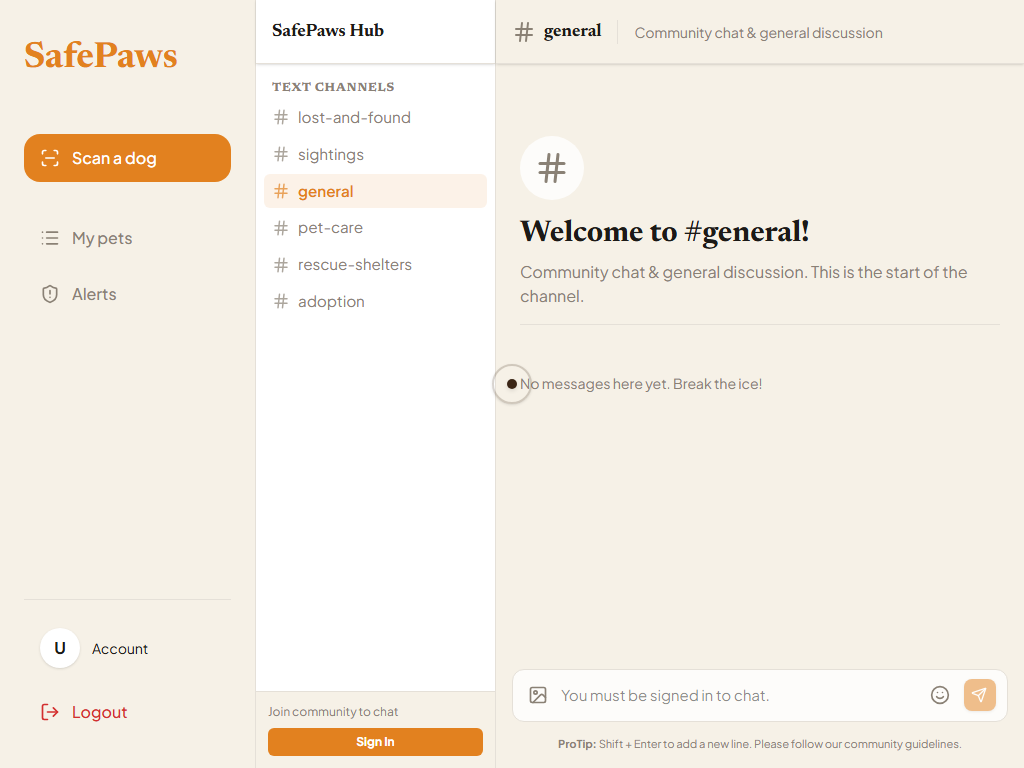 SafePaws
Scan a dog
My pets
Alerts
U
Account
Logout
SafePaws Hub
TEXT CHANNELS
# lost-and-found
# sightings
# general
# pet-care
# rescue-shelters
# adoption
Join community to chat
Sign In
# general
Community chat & general discussion
#
Welcome to #general!
Community chat & general discussion. This is the start of the
channel.
No messages here yet. Break the ice!
You must be signed in to chat.
ProTip: Shift + Enter to add a new line. Please follow our community guidelines.